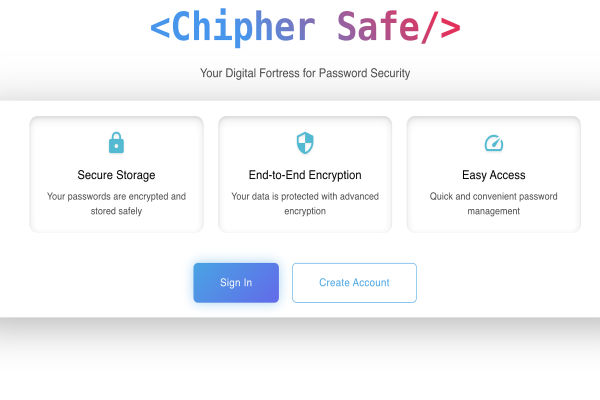 <Chipher Safe/>
Your Digital Fortress for Password Security
Secure Storage
Your passwords are encrypted and
stored safely
End-to-End Encryption
Your data is protected with advanced
encryption
Easy Access
Quick and convenient password
management
Sign In
Create Account